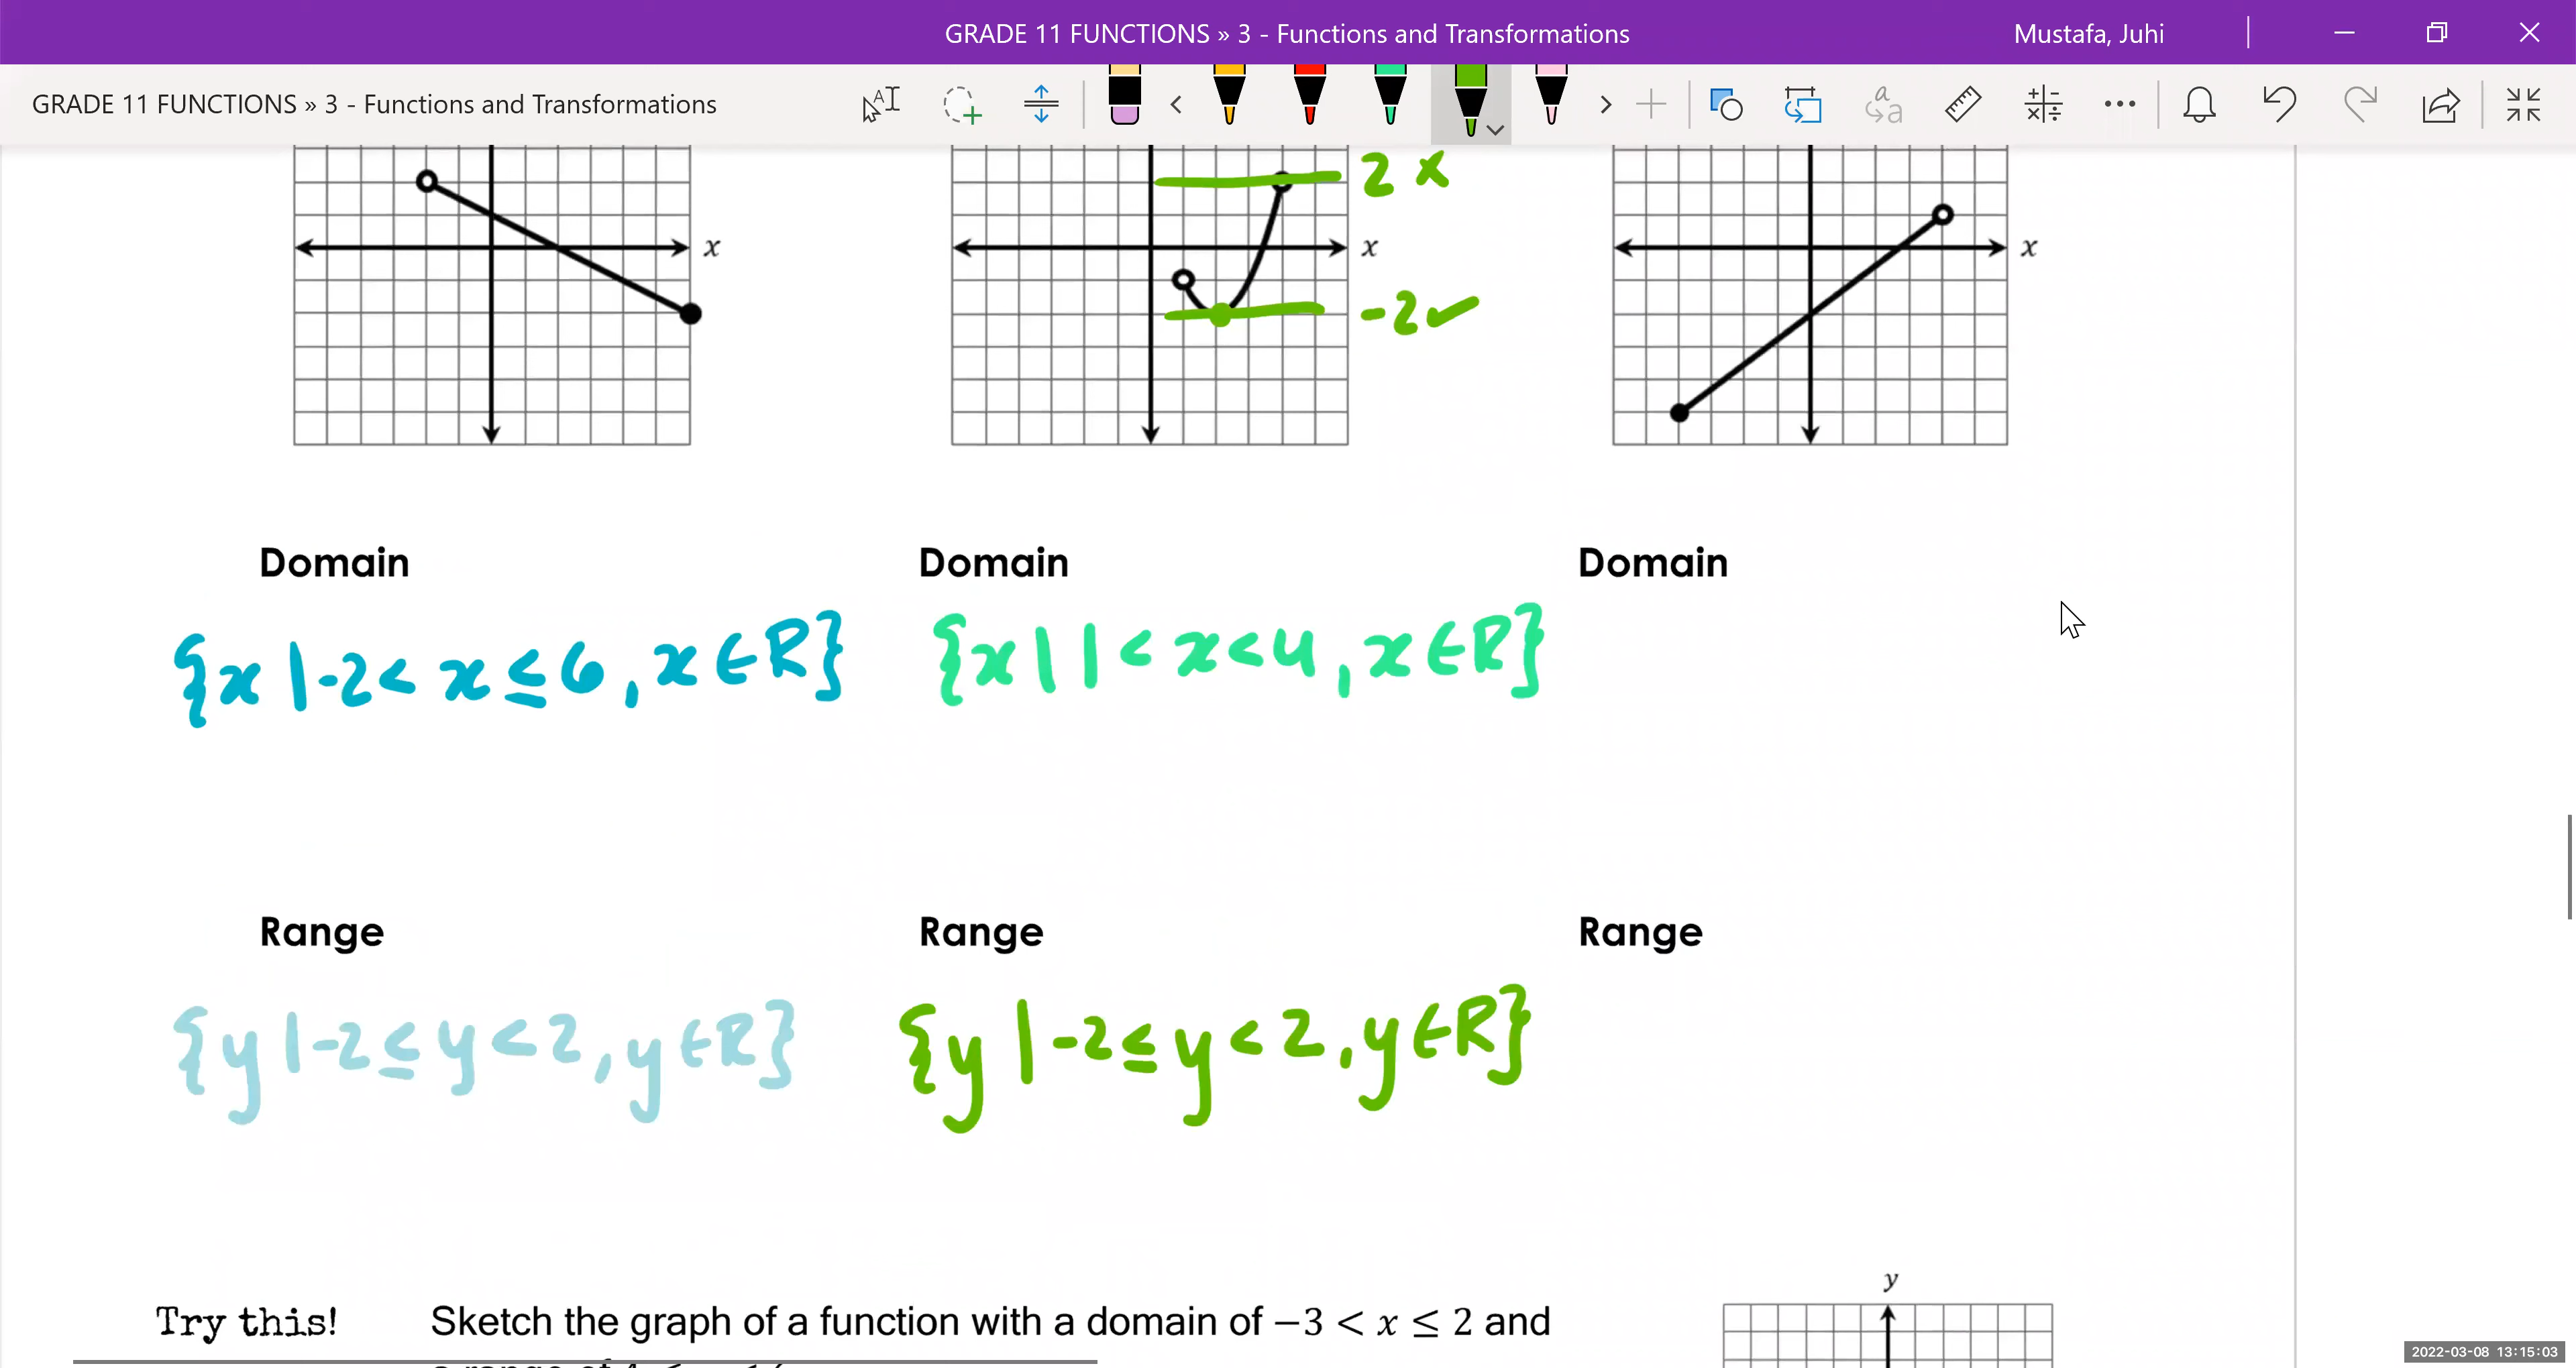 GRADE 11 FUNCTIONS » 3 - Functions and Transformations
Mustafa, Juhi
GRADE 11 FUNCTIONS » 3 - Functions and Transformations
2 x
x
x
x
-2✓
Domain
Domain
Domain
{x | -2 < x ≤ 6, x ∈ R}
{x | 1 < x < 4, x ∈ R}
Range
Range
Range
{y | -2 ≤ y < 2, y ∈ R}
{y | -2 ≤ y < 2, y ∈ R}
y
Try this!
Sketch the graph of a function with a domain of −3 < x ≤ 2 and
2022-03-08 13:15:03